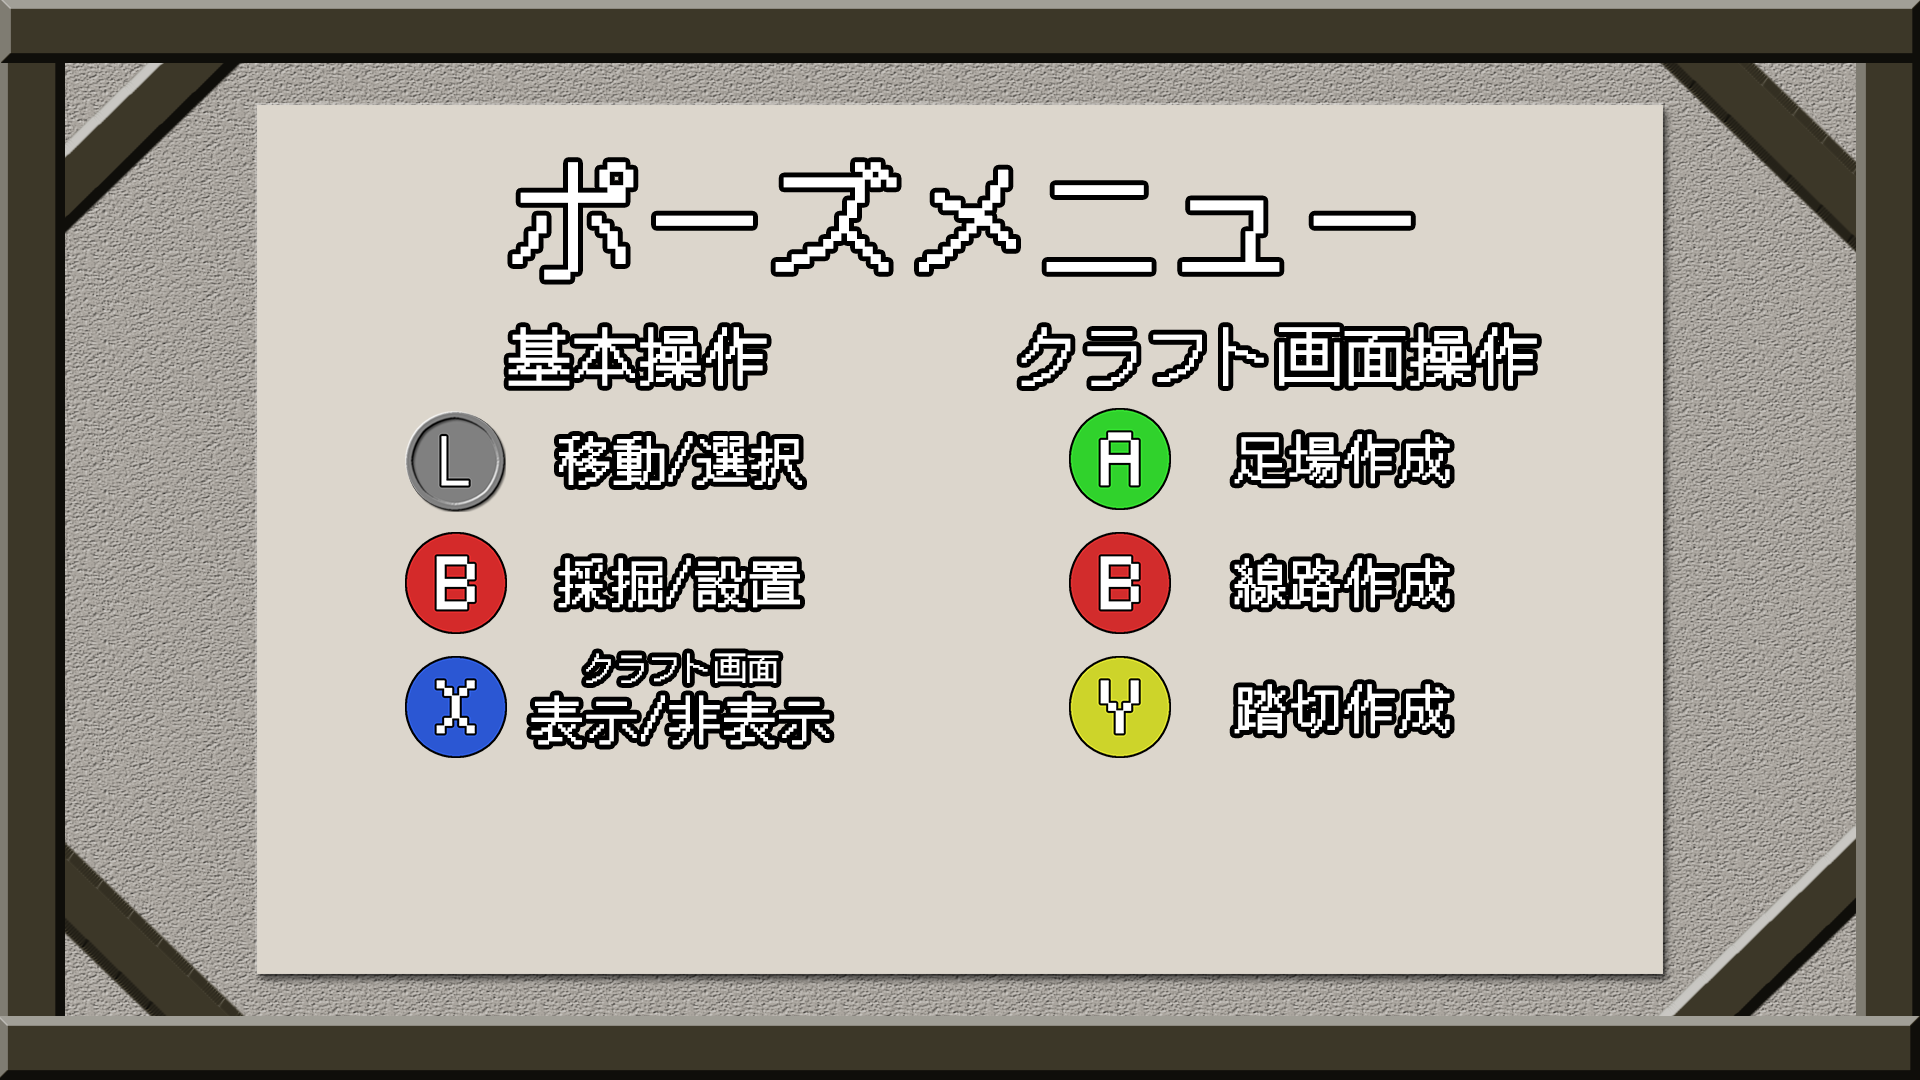 ポーズメニュー
基本操作
L 移動/選択
B 採掘/設置
X クラフト画面
表示/非表示
クラフト画面操作
A 足場作成
B 線路作成
Y 踏切作成